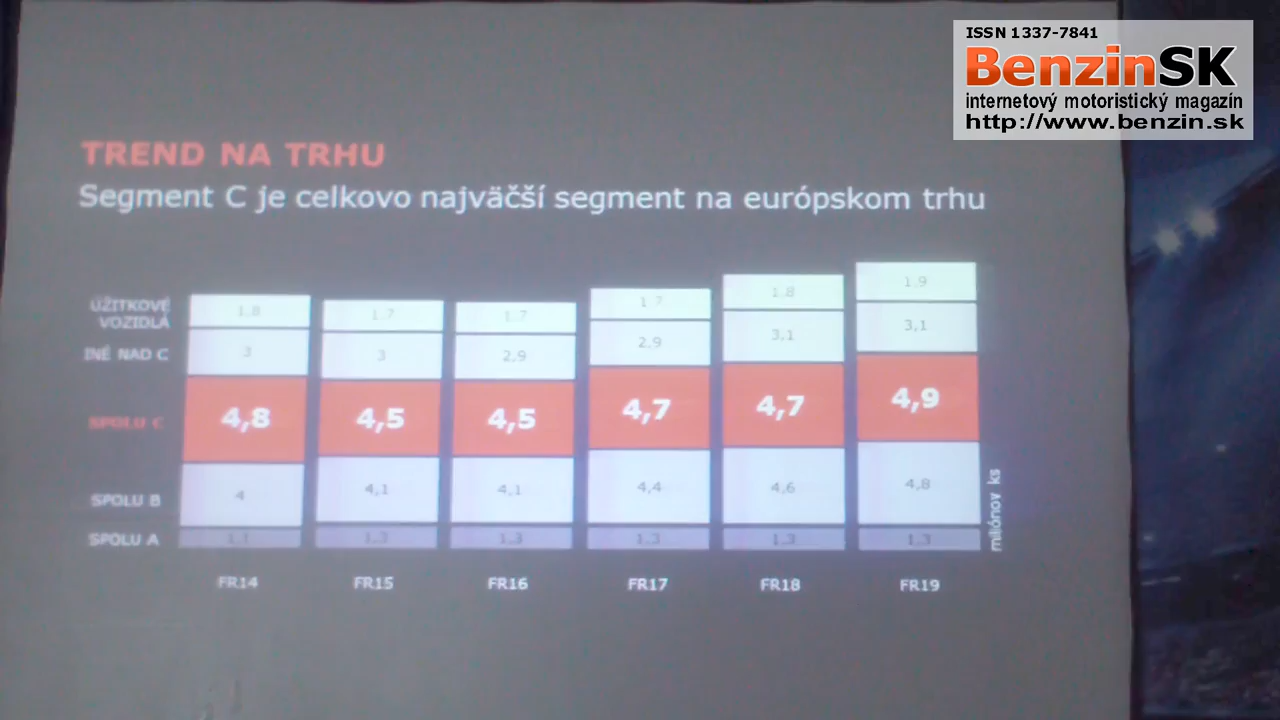 ISSN 1337-7841
BenzinSK
internetový motoristický magazín
http://www.benzin.sk
TREND NA TRHU
Segment C je celkovo najväčší segment na európskom trhu
ÚŽITKOVÉ
VOZIDLÁ
1.8 1.7 1.7 1.7 1.8 1.9
INÉ NAD C 3 3 2.9 2.9 3,1 3,1
SPOLU C 4,8 4,5 4,5 4,7 4,7 4,9
SPOLU B 4 4,1 4,1 4,4 4,6 4,8
SPOLU A 1.1 1.3 1.3 1.3 1.3 1.3
miliónov ks
FR14 FR15 FR16 FR17 FR18 FR19